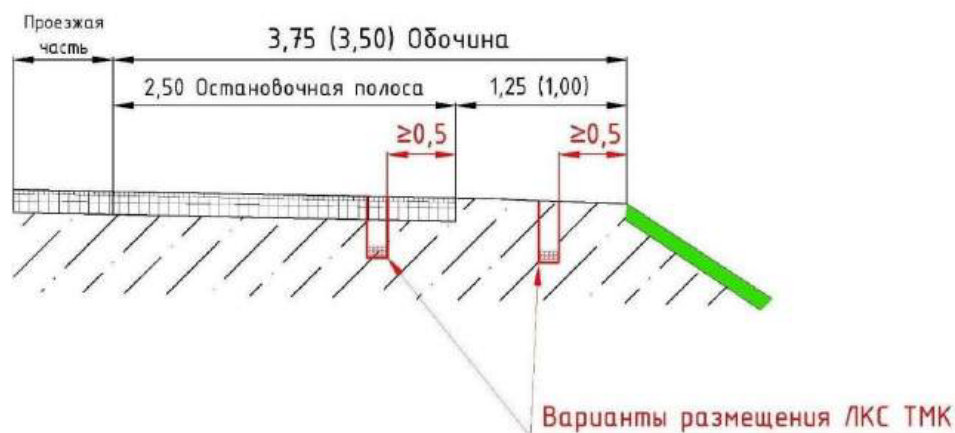 Проезжая
часть
3,75 (3,50) Обочина
2,50 Остановочная полоса
1,25 (1,00)
≥0,5
≥0,5
Варианты размещения ЛКС ТМК